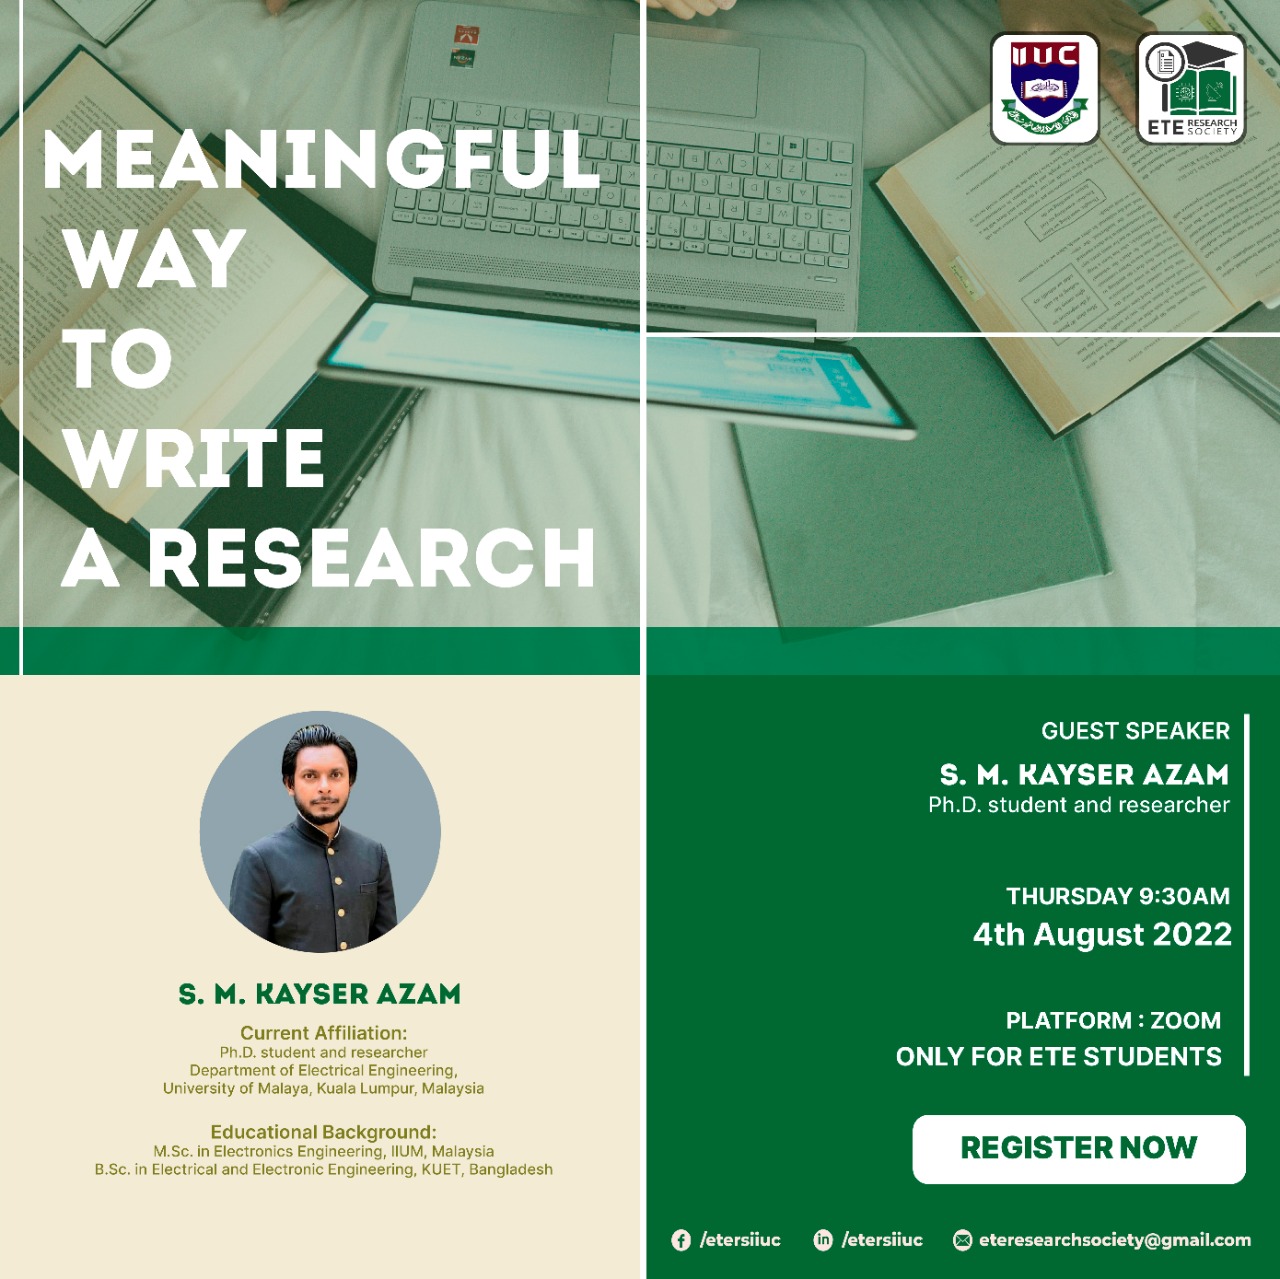 MEANINGFUL
WAY
TO
WRITE
A RESEARCH
IIUC
ETE RESEARCH
SOCIETY
S. M. KAYSER AZAM
Current Affiliation:
Ph.D. student and researcher
Department of Electrical Engineering,
University of Malaya, Kuala Lumpur, Malaysia
Educational Background:
M.Sc. in Electronics Engineering, IIUM, Malaysia
B.Sc. in Electrical and Electronic Engineering, KUET, Bangladesh
GUEST SPEAKER
S. M. KAYSER AZAM
Ph.D. student and researcher
THURSDAY 9:30AM
4th August 2022
PLATFORM : ZOOM
ONLY FOR ETE STUDENTS
REGISTER NOW
/etersiiuc
/etersiiuc
eteresearchsociety@gmail.com